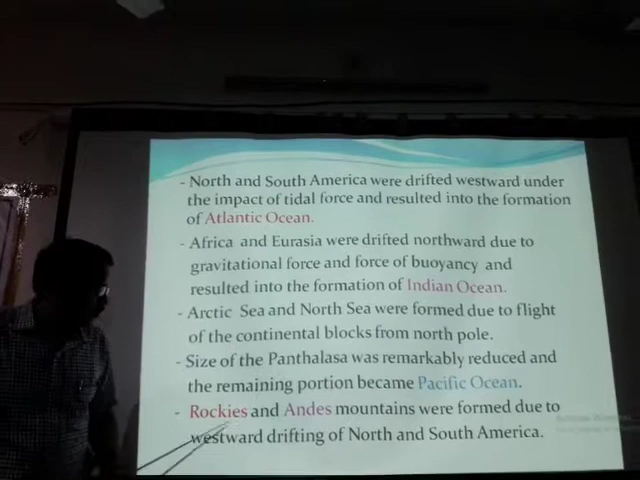 - North and South America were drifted westward under
the impact of tidal force and resulted into the formation
of Atlantic Ocean.
- Africa and Eurasia were drifted northward due to
gravitational force and force of buoyancy and
resulted into the formation of Indian Ocean.
- Arctic Sea and North Sea were formed due to flight
of the continental blocks from north pole.
- Size of the Panthalasa was remarkably reduced and
the remaining portion became Pacific Ocean.
- Rockies and Andes mountains were formed due to
westward drifting of North and South America.